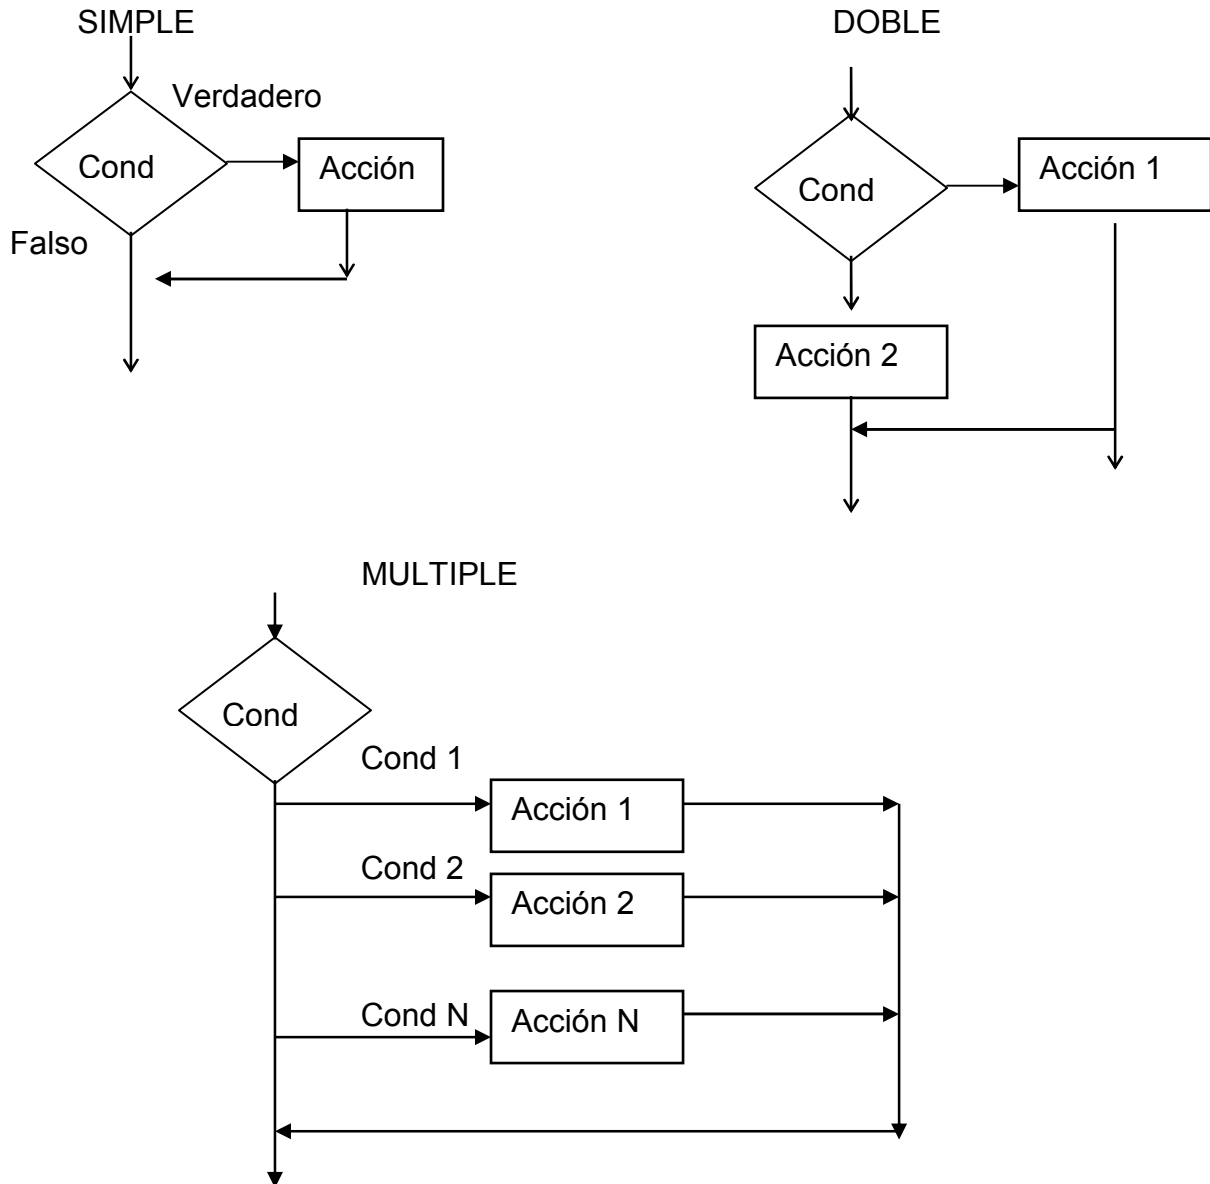 SIMPLE
Verdadero
Cond
Acción
Falso
DOBLE
Cond
Acción 1
Acción 2
MULTIPLE
Cond
Cond 1
Acción 1
Cond 2
Acción 2
Cond N
Acción N